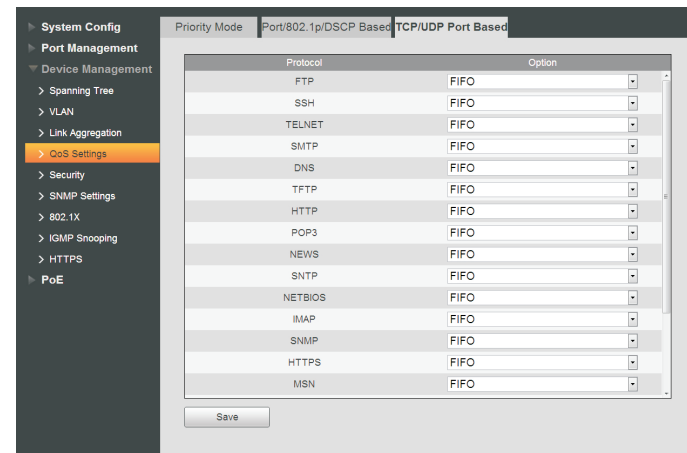 System Config
Port Management
Device Management
> Spanning Tree
> VLAN
> Link Aggregation
> QoS Settings
> Security
> SNMP Settings
> 802.1X
> IGMP Snooping
> HTTPS
PoE
Priority Mode Port/802.1p/DSCP Based TCP/UDP Port Based
Protocol Option
FTP FIFO
SSH FIFO
TELNET FIFO
SMTP FIFO
DNS FIFO
TFTP FIFO
HTTP FIFO
POP3 FIFO
NEWS FIFO
SNTP FIFO
NETBIOS FIFO
IMAP FIFO
SNMP FIFO
HTTPS FIFO
MSN FIFO
Save